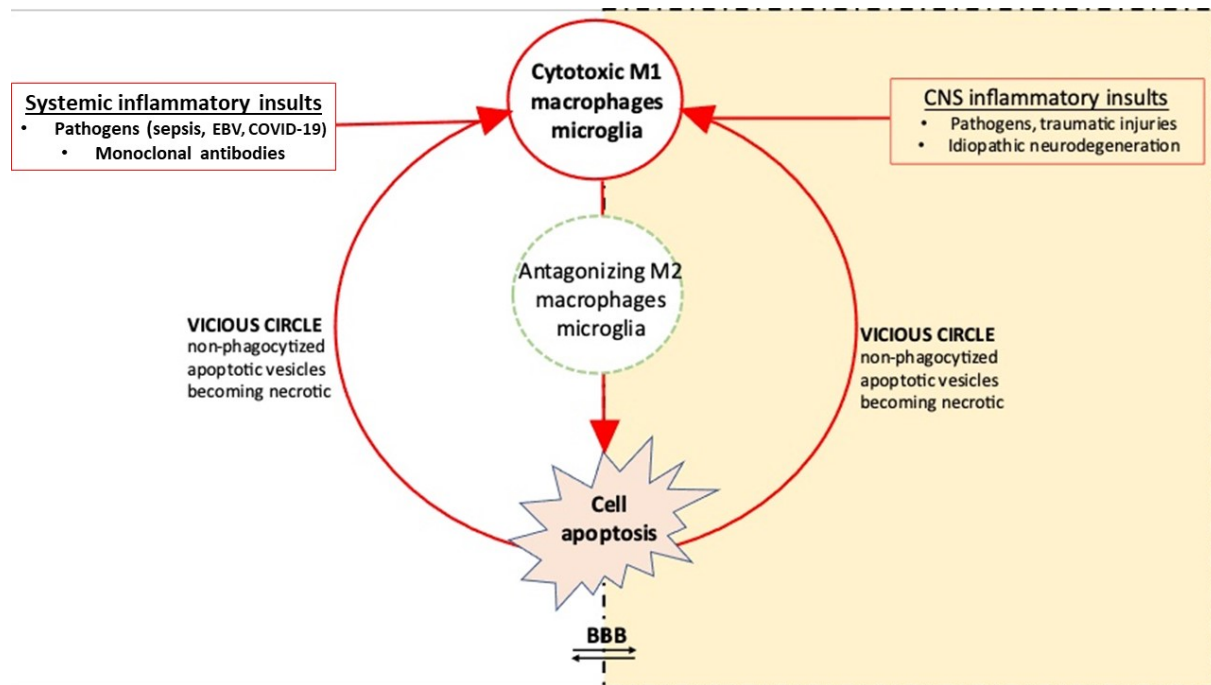 Cytotoxic M1
macrophages
microglia
Systemic inflammatory insults
• Pathogens (sepsis, EBV, COVID-19)
• Monoclonal antibodies
CNS inflammatory insults
• Pathogens, traumatic injuries
• Idiopathic neurodegeneration
Antagonizing M2
macrophages
microglia
VICIOUS CIRCLE
non-phagocytized
apoptotic vesicles
becoming necrotic
VICIOUS CIRCLE
non-phagocytized
apoptotic vesicles
becoming necrotic
Cell
apoptosis
BBB